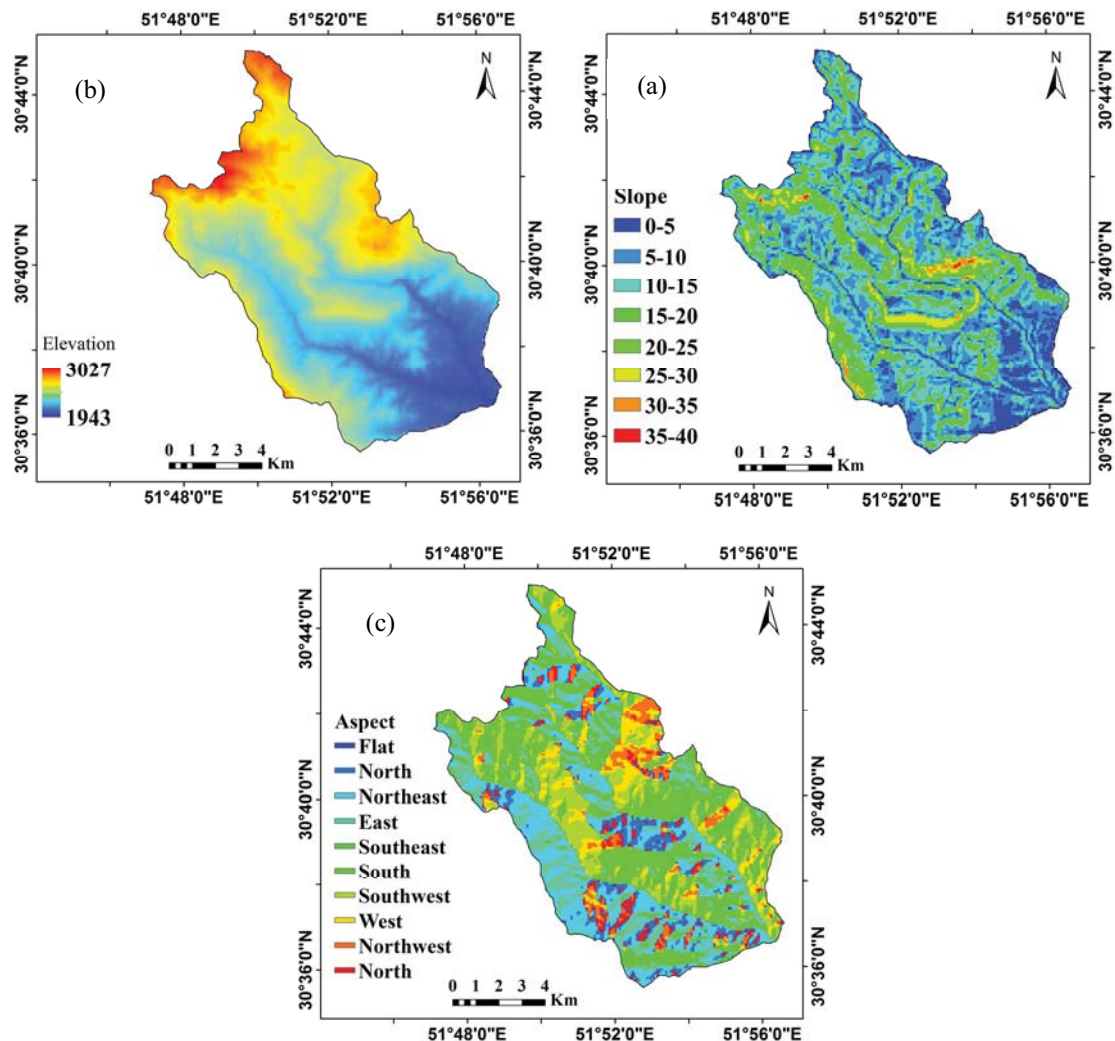 51°48'0"E 51°52'0"E 51°56'0"E
(b)
N
30°44'0"N
30°40'0"N
30°36'0"N
30°44'0"N
30°40'0"N
30°36'0"N
Elevation
3027
1943
0 1 2 3 4
Km
51°48'0"E 51°52'0"E 51°56'0"E
51°48'0"E 51°52'0"E 51°56'0"E
(a)
N
30°44'0"N
30°40'0"N
30°36'0"N
30°44'0"N
30°40'0"N
30°36'0"N
Slope
0-5
5-10
10-15
15-20
20-25
25-30
30-35
35-40
0 1 2 3 4
Km
51°48'0"E 51°52'0"E 51°56'0"E
51°48'0"E 51°52'0"E 51°56'0"E
(c)
N
30°44'0"N
30°40'0"N
30°36'0"N
30°44'0"N
30°40'0"N
30°36'0"N
Aspect
Flat
North
Northeast
East
Southeast
South
Southwest
West
Northwest
North
0 1 2 3 4
Km
51°48'0"E 51°52'0"E 51°56'0"E